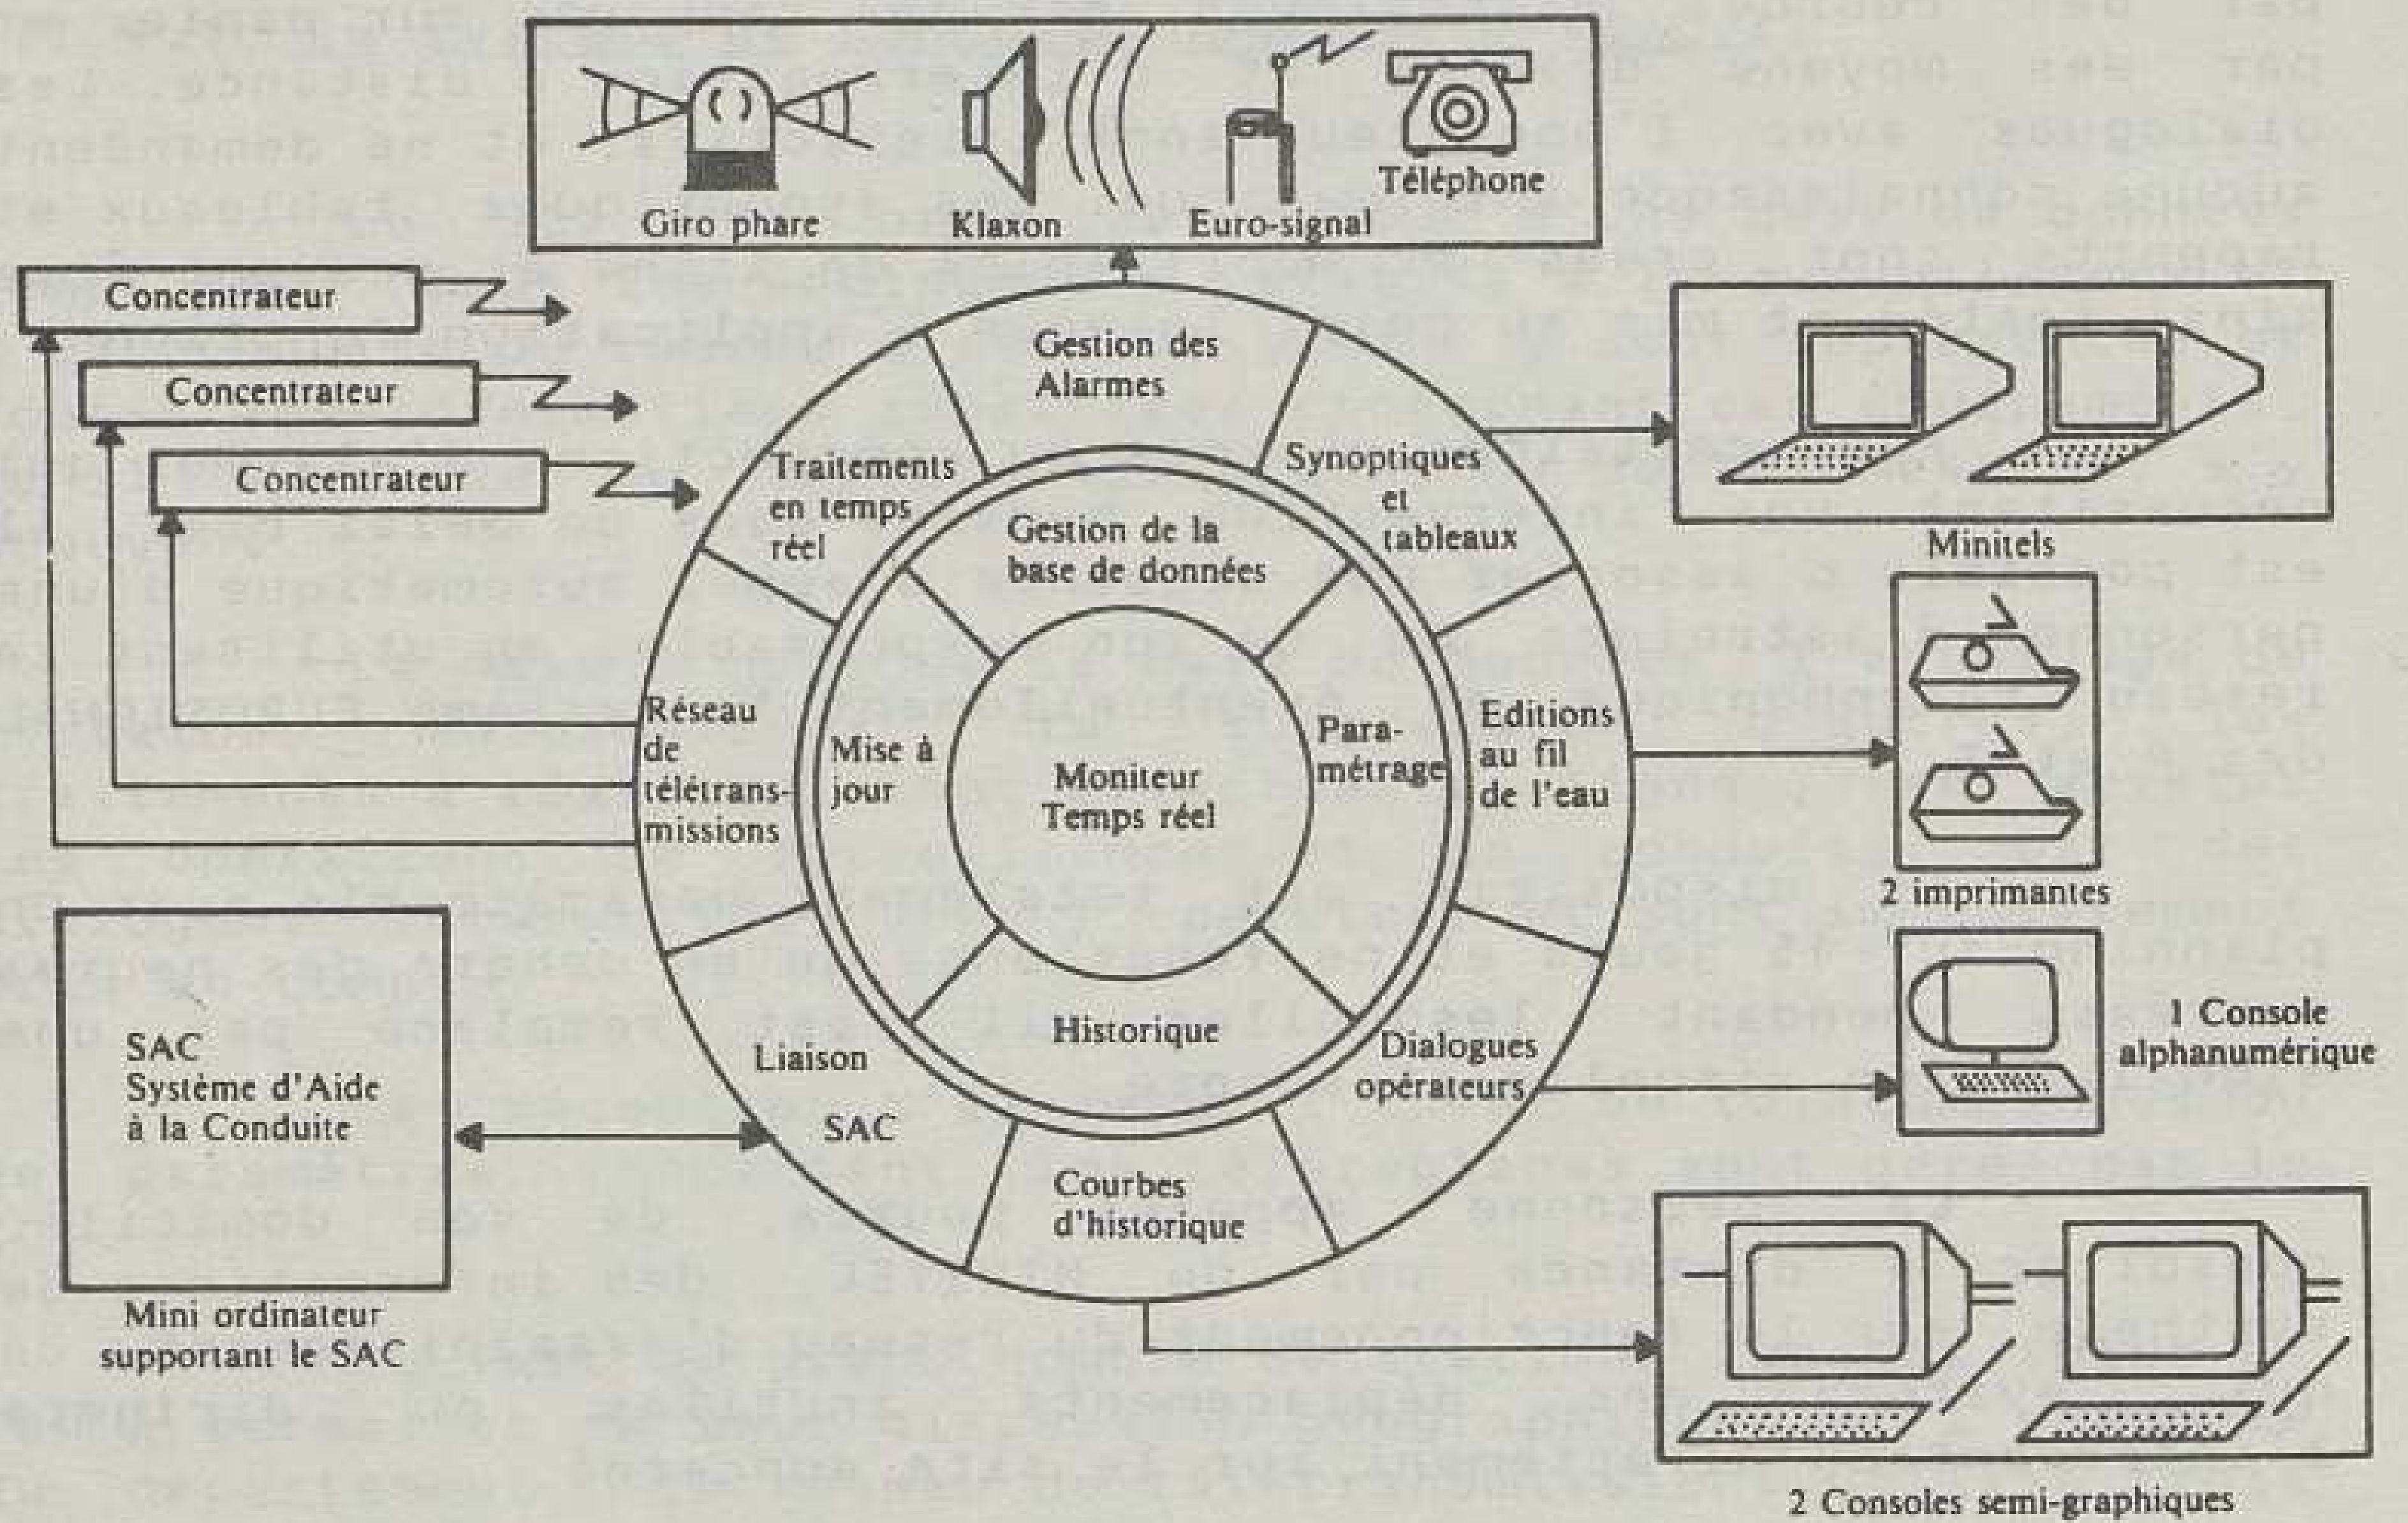 Téléphone
Giro phare
Klaxon
Euro-signal
Concentrateur
Concentrateur
Concentrateur
Gestion des
Alarmes
Traitements
en temps
réel
Synoptiques
et
tableaux
Minitels
Gestion de la
base de données
Réseau
de
télétrans-
missions
Mise à
jour
Moniteur
Temps réel
Para-
métrage
Editions
au fil
de l'eau
2 imprimantes
Historique
Liaison
SAC
Dialogues
opérateurs
1 Console
alphanumérique
SAC
Système d'Aide
à la Conduite
Courbes
d'historique
Mini ordinateur
supportant le SAC
2 Consoles semi-graphiques